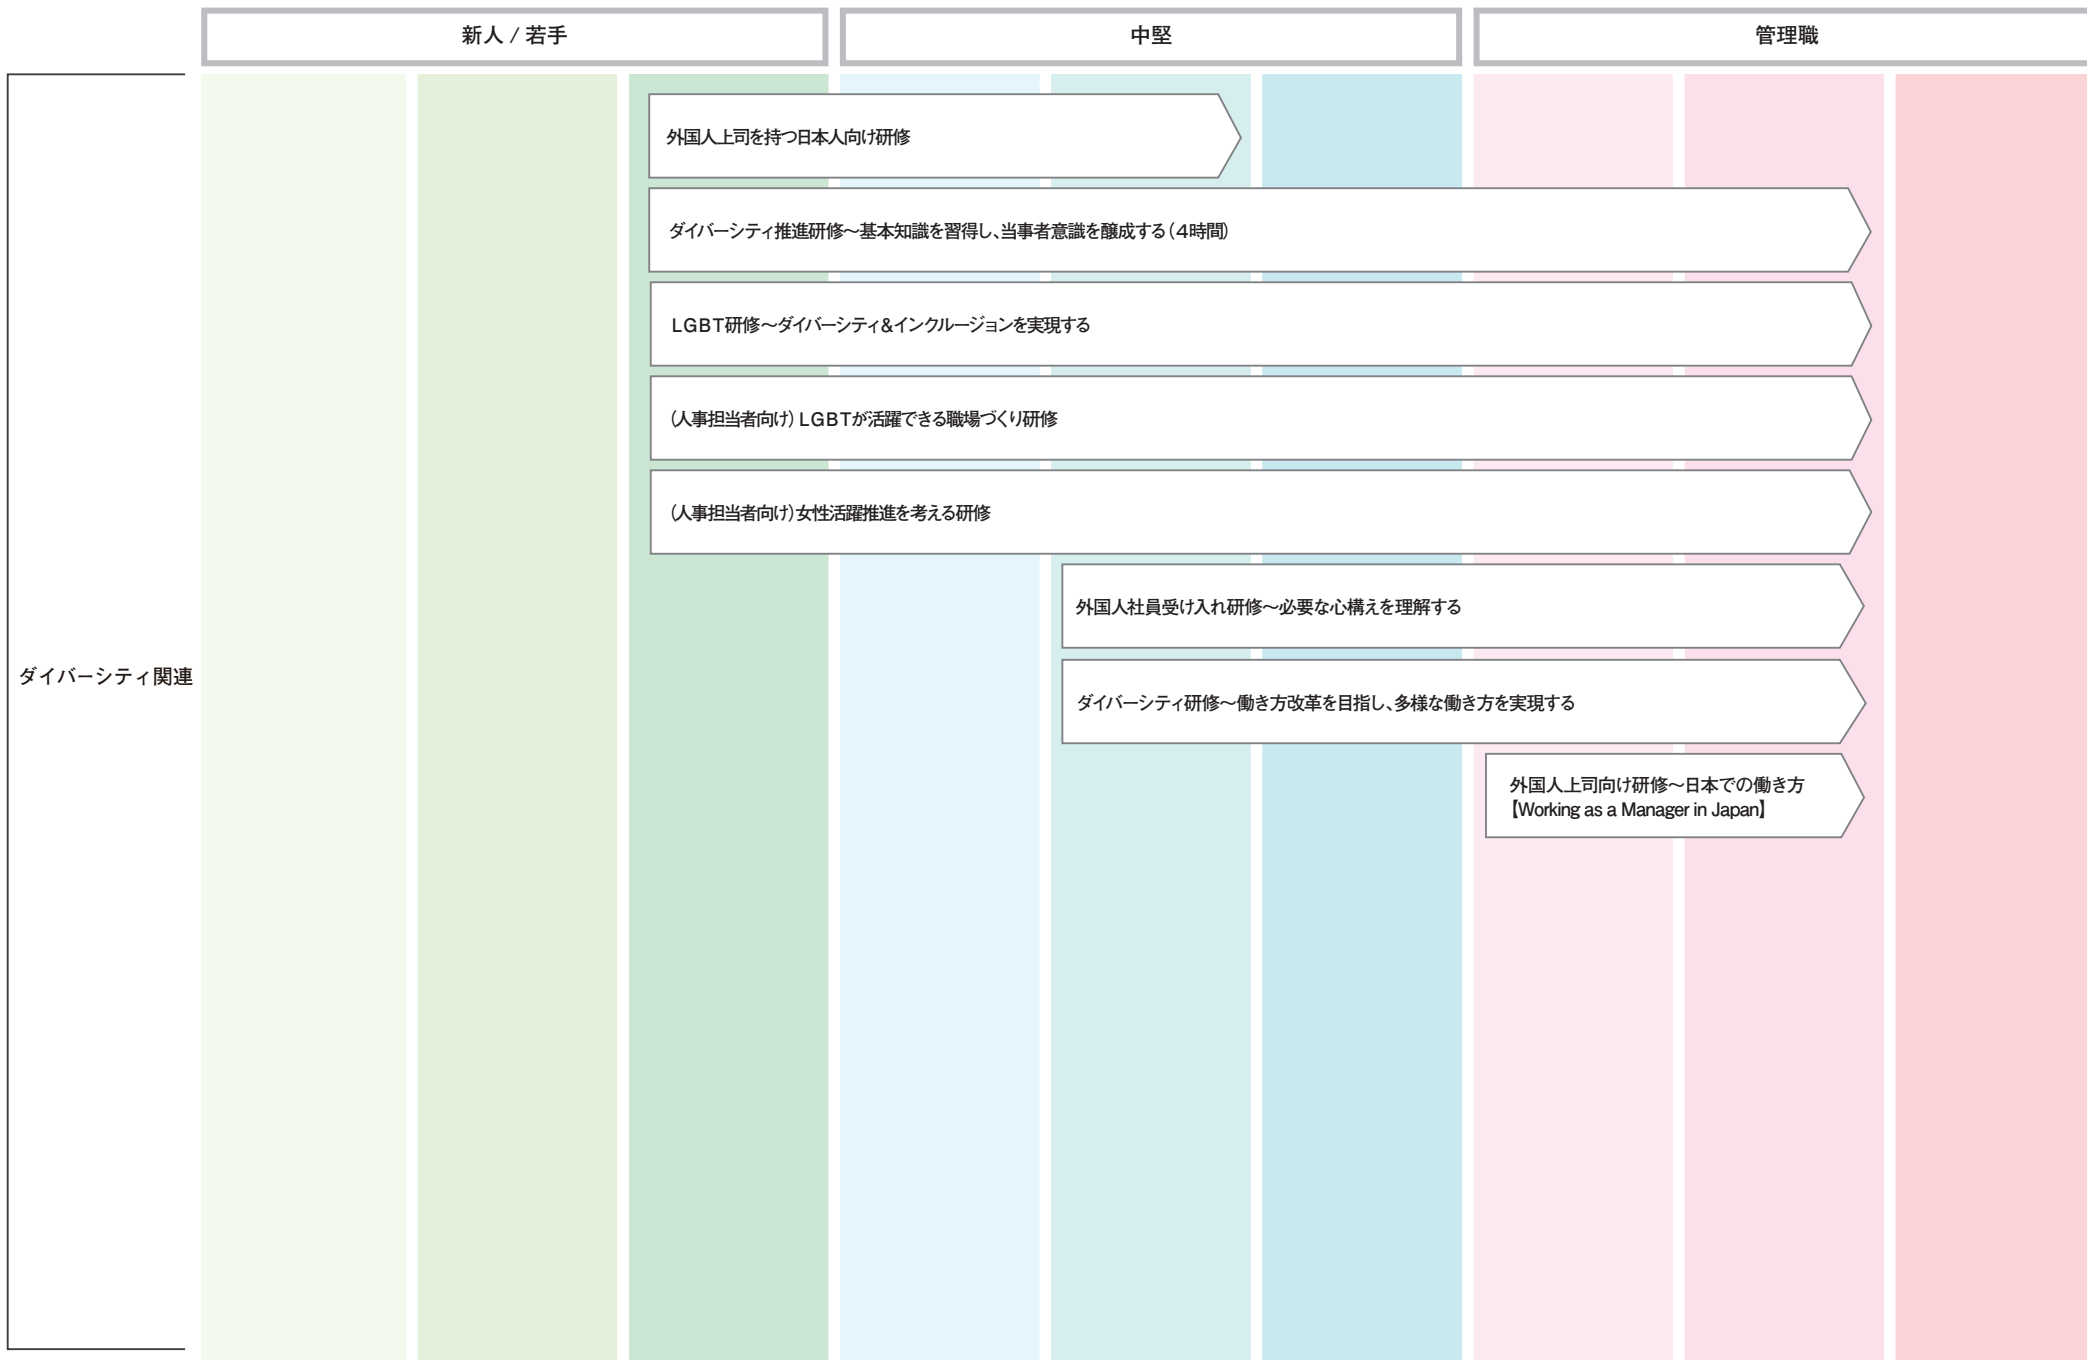 新人 / 若手
中堅
管理職
ダイバーシティ関連
外国人上司を持つ日本人向け研修
ダイバーシティ推進研修〜基本知識を習得し、当事者意識を醸成する（4時間）
LGBT研修〜ダイバーシティ&インクルージョンを実現する
（人事担当者向け）LGBTが活躍できる職場づくり研修
（人事担当者向け）女性活躍推進を考える研修
外国人社員受け入れ研修〜必要な心構えを理解する
ダイバーシティ研修〜働き方改革を目指し、多様な働き方を実現する
外国人上司向け研修〜日本での働き方
【Working as a Manager in Japan】